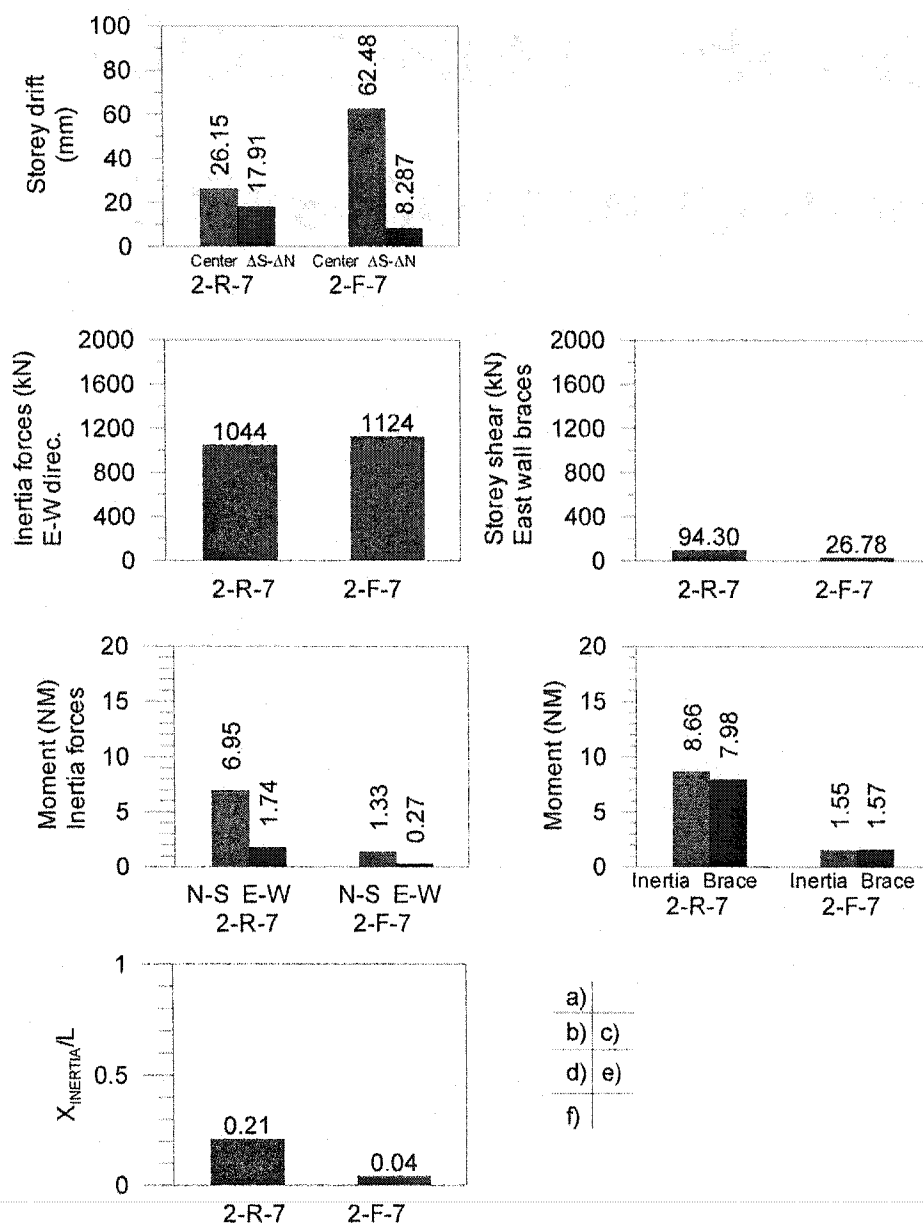 Storey drift
(mm)
100
80
60
40
20
0
26.15
17.91
62.48
8.287
Center ΔS-ΔN Center ΔS-ΔN
2-R-7 2-F-7
Inertia forces (kN)
E-W direc.
2000
1600
1200
800
400
0
1044
1124
2-R-7 2-F-7
Storey shear (kN)
East wall braces
2000
1600
1200
800
400
0
94.30
26.78
2-R-7 2-F-7
Moment (NM)
Inertia forces
20
15
10
5
0
6.95
1.74
1.33
0.27
N-S E-W N-S E-W
2-R-7 2-F-7
Moment (NM)
20
15
10
5
0
8.66
7.98
1.55
1.57
Inertia Brace Inertia Brace
2-R-7 2-F-7
X_INERTIA/L
1
0.5
0
0.21
0.04
2-R-7 2-F-7
a)
b) c)
d) e)
f)